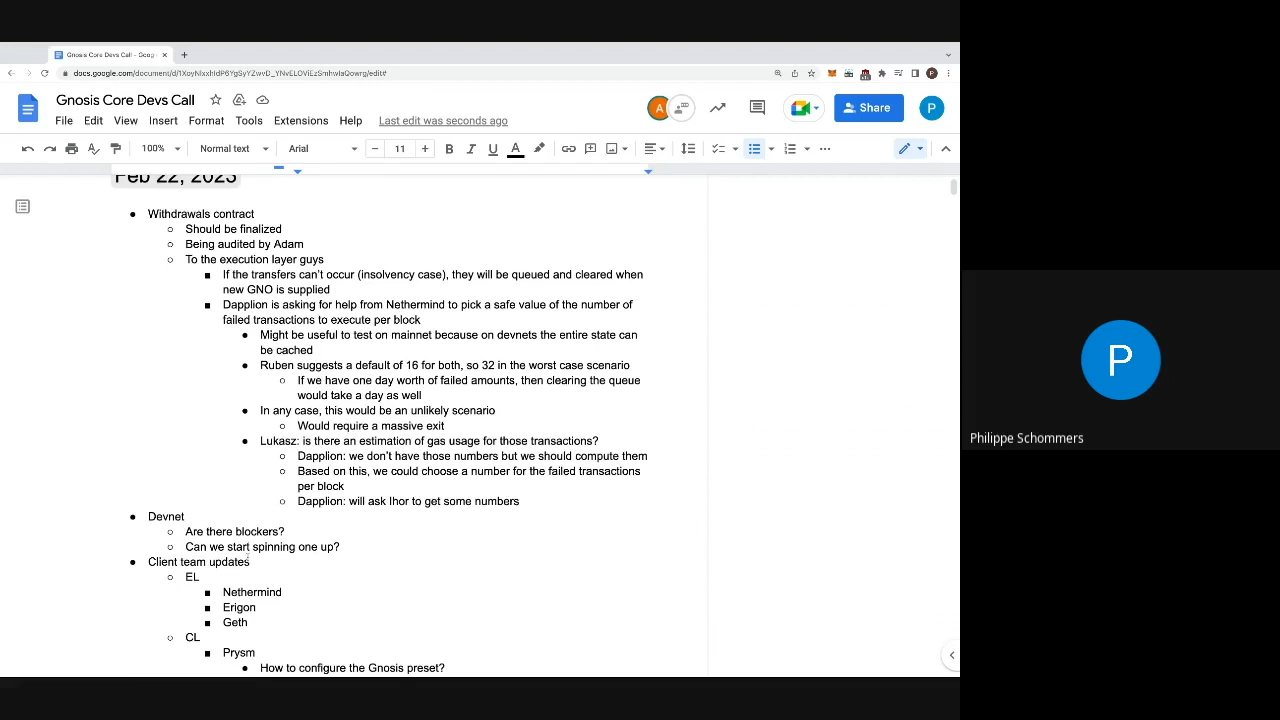 Gnosis Core Devs Call - Goog
docs.google.com/document/d/1XoyNlxxhIdP6YgSyYZwvD_YNvELOViEzSmhwIaQowrg/edit#
Gnosis Core Devs Call
File Edit View Insert Format Tools Extensions Help Last edit was seconds ago
A
Share
P
100% Normal text Arial 11 B I U A
Feb 22, 2023
Withdrawals contract
Should be finalized
Being audited by Adam
To the execution layer guys
If the transfers can't occur (insolvency case), they will be queued and cleared when
new GNO is supplied
Dapplion is asking for help from Nethermind to pick a safe value of the number of
failed transactions to execute per block
Might be useful to test on mainnet because on devnets the entire state can
be cached
Ruben suggests a default of 16 for both, so 32 in the worst case scenario
If we have one day worth of failed amounts, then clearing the queue
would take a day as well
In any case, this would be an unlikely scenario
Would require a massive exit
Lukasz: is there an estimation of gas usage for those transactions?
Dapplion: we don't have those numbers but we should compute them
Based on this, we could choose a number for the failed transactions
per block
Dapplion: will ask Ihor to get some numbers
Devnet
Are there blockers?
Can we start spinning one up?
Client team updates
EL
Nethermind
Erigon
Geth
CL
Prysm
How to configure the Gnosis preset?
P
Philippe Schommers